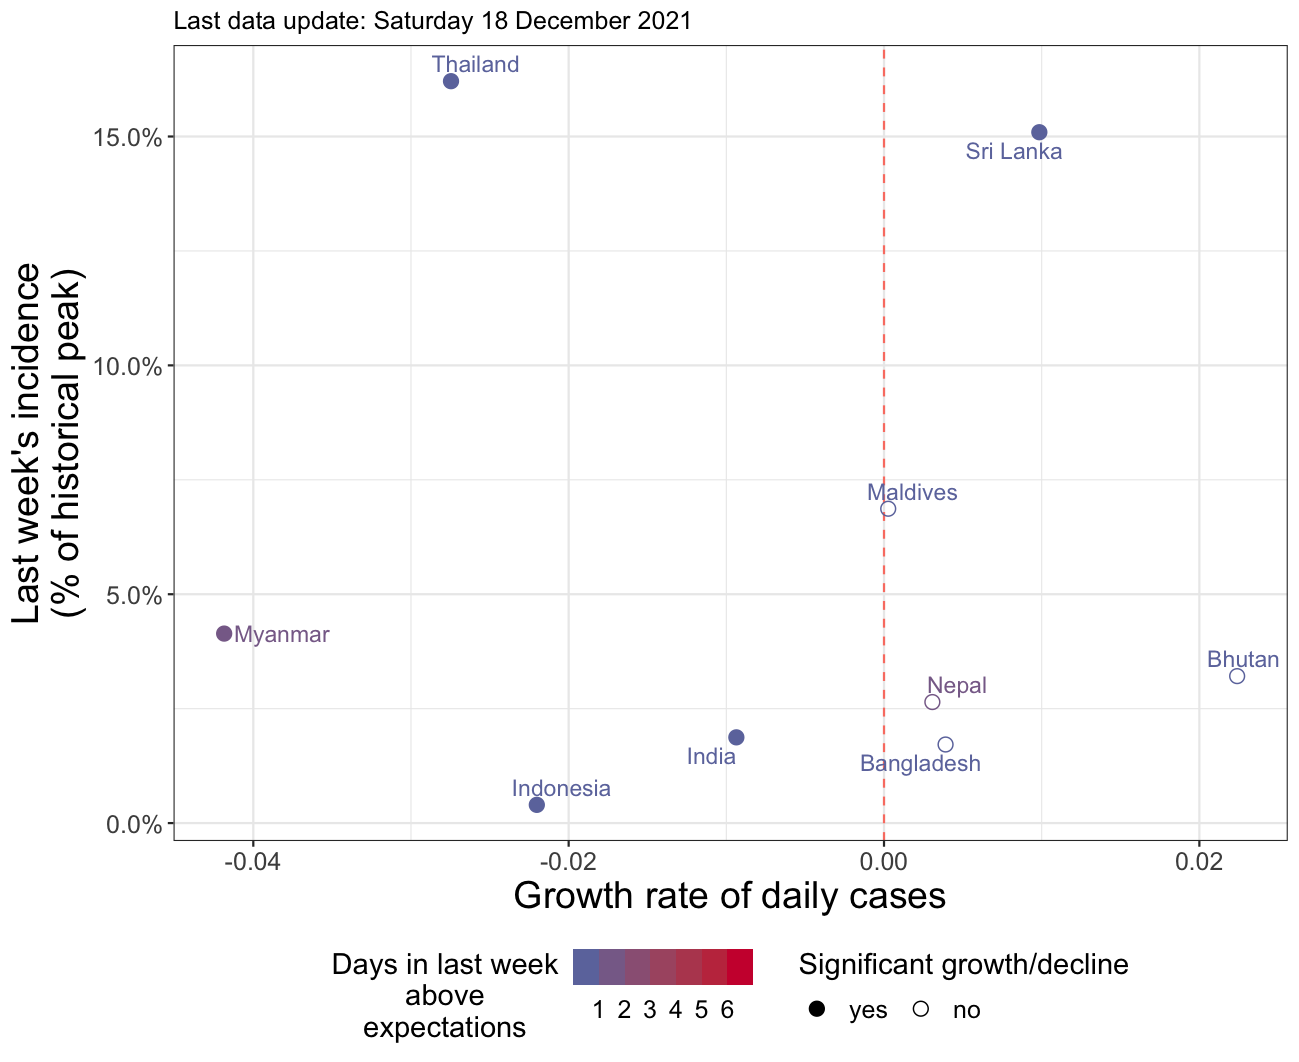 Last data update: Saturday 18 December 2021
Thailand
15.0%
Sri Lanka
Last week's incidence
(% of historical peak)
10.0%
Maldives
5.0%
Myanmar
Bhutan
Nepal
India
Bangladesh
Indonesia
0.0%
-0.04 -0.02 0.00 0.02
Growth rate of daily cases
Days in last week
above
expectations
1 2 3 4 5 6
Significant growth/decline
yes no